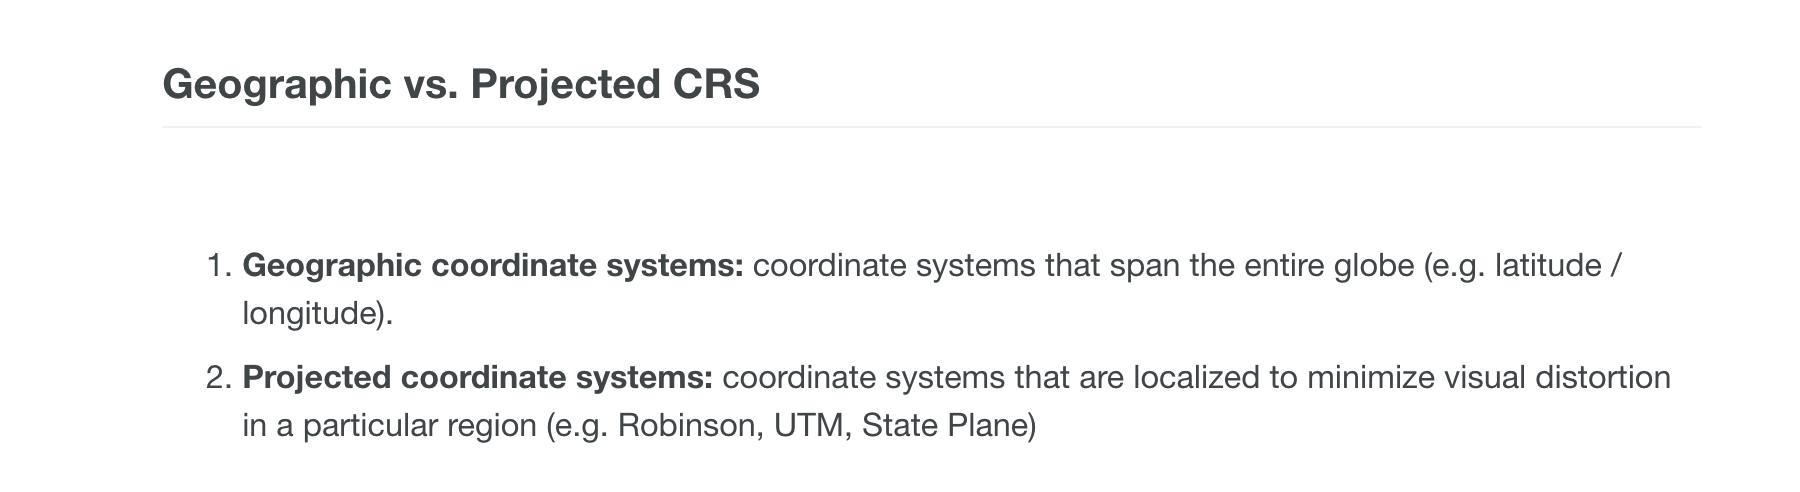 Geographic vs. Projected CRS
1. Geographic coordinate systems: coordinate systems that span the entire globe (e.g. latitude /
longitude).
2. Projected coordinate systems: coordinate systems that are localized to minimize visual distortion
in a particular region (e.g. Robinson, UTM, State Plane)